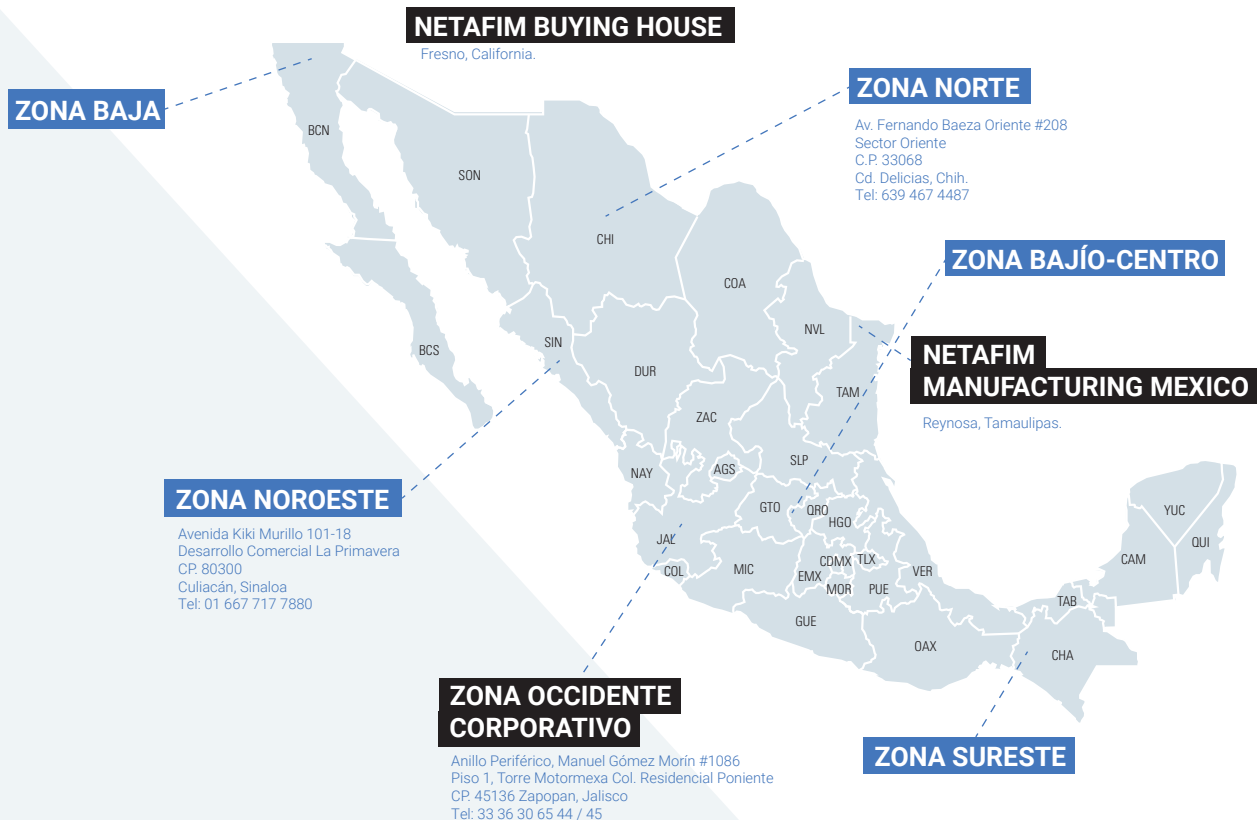 NETAFIM BUYING HOUSE
Fresno, California.
ZONA BAJA
ZONA NORTE
Av. Fernando Baeza Oriente #208
Sector Oriente
C.P. 33068
Cd. Delicias, Chih.
Tel: 639 467 4487
ZONA BAJÍO-CENTRO
NETAFIM
MANUFACTURING MEXICO
Reynosa, Tamaulipas.
ZONA NOROESTE
Avenida Kiki Murillo 101-18
Desarrollo Comercial La Primavera
CP. 80300
Culiacán, Sinaloa
Tel: 01 667 717 7880
ZONA OCCIDENTE
CORPORATIVO
Anillo Periférico, Manuel Gómez Morín #1086
Piso 1, Torre Motormexa Col. Residencial Poniente
CP. 45136 Zapopan, Jalisco
Tel: 33 36 30 65 44 / 45
ZONA SURESTE
BCN
SON
CHI
COA
BCS
SIN
DUR
NVL
TAM
ZAC
NAY
AGS
SLP
GTO
QRO
HGO
JAL
COL
MIC
EMX
CDMX
TLX
MOR
PUE
VER
GUE
OAX
TAB
CHA
CAM
YUC
QUI